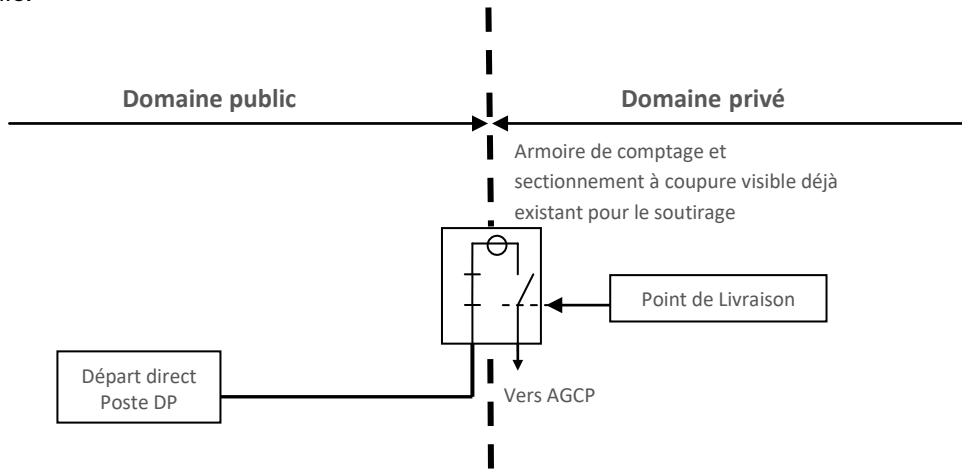 Domaine public
Domaine privé
Armoire de comptage et
sectionnement à coupure visible déjà
existant pour le soutirage
Point de Livraison
Départ direct
Poste DP
Vers AGCP